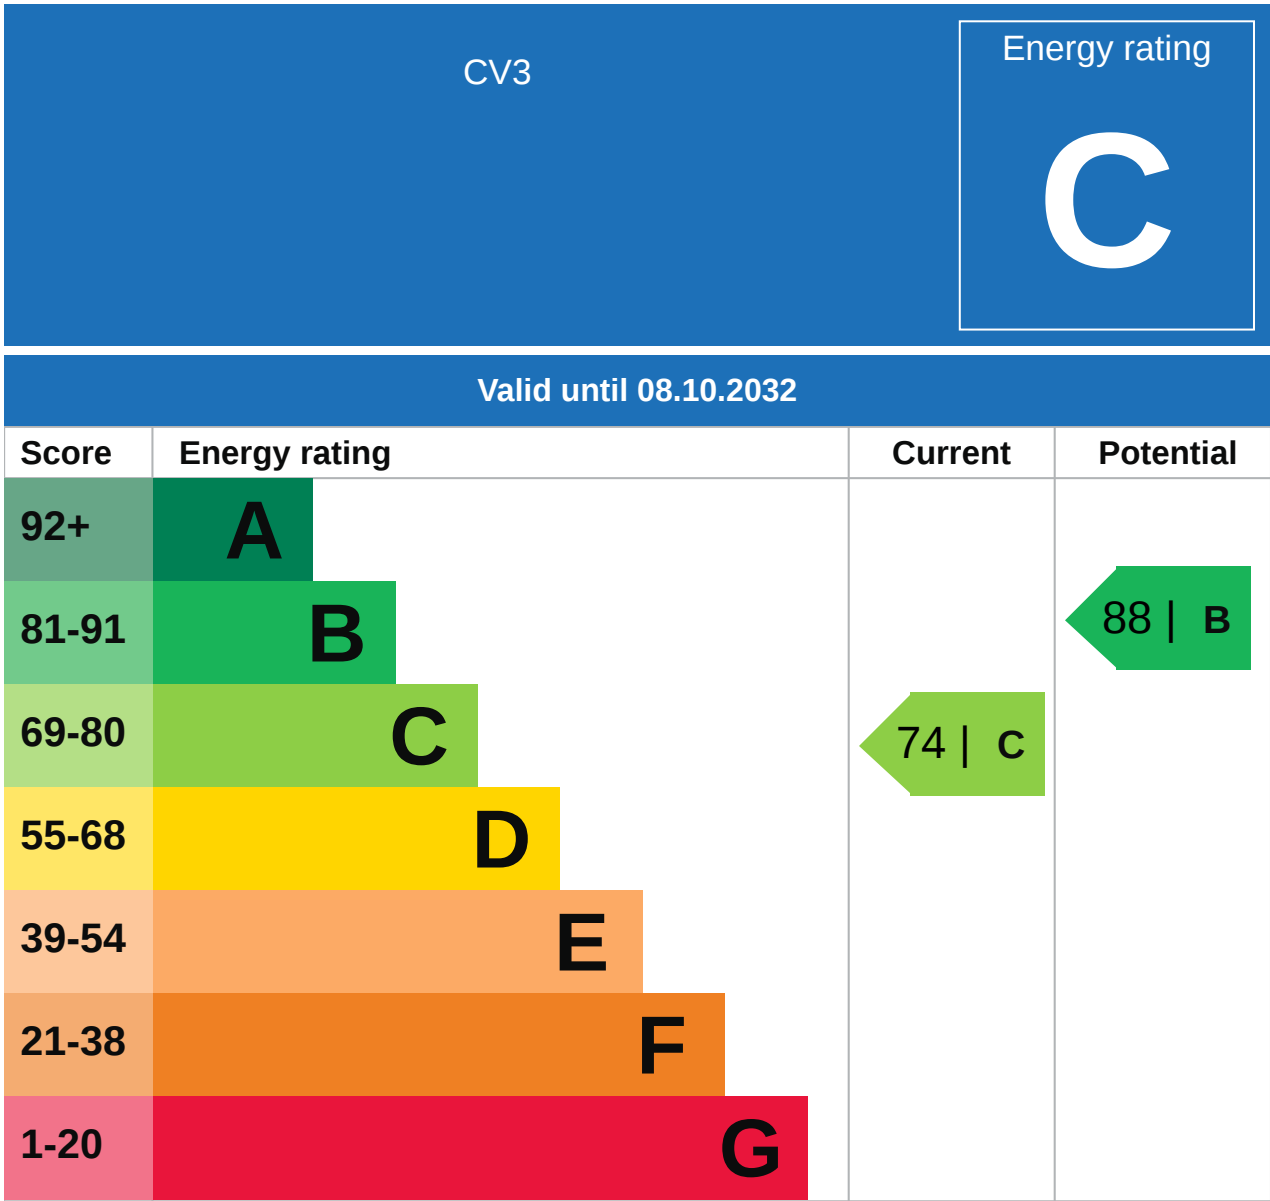 CV3
Energy rating
C
Valid until 08.10.2032
Score Energy rating Current Potential
92+ A
81-91 B 88 | B
69-80 C 74 | C
55-68 D
39-54 E
21-38 F
1-20 G